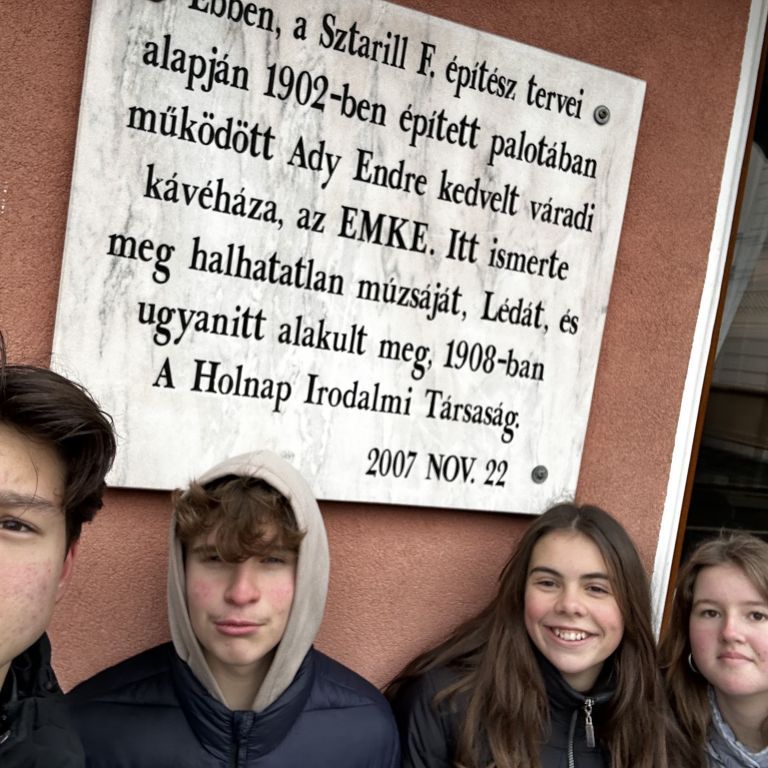 Ebben, a Sztarill F. építész tervei
alapján 1902-ben épített palotában
működött Ady Endre kedvelt váradi
kávéháza, az EMKE. Itt ismerte
meg halhatatlan múzsáját, Lédát, és
ugyanitt alakult meg, 1908-ban
A Holnap Irodalmi Társaság.
2007 NOV. 22